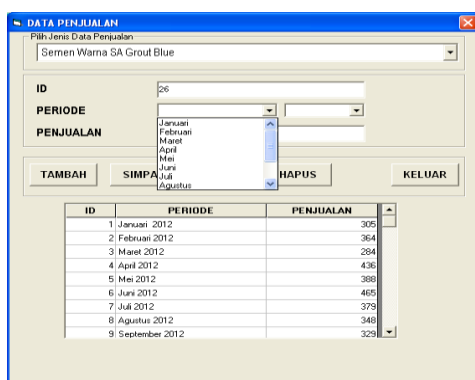 DATA PENJUALAN
Pilih Jenis Data Penjualan
Semen Warna SA Grout Blue
ID 26
PERIODE
PENJUALAN
Januari
Februari
Maret
April
Mei
Juni
Juli
Agustus
TAMBAH SIMPA HAPUS KELUAR
ID PERIODE PENJUALAN
1 Januari 2012 305
2 Februari 2012 364
3 Maret 2012 284
4 April 2012 436
5 Mei 2012 388
6 Juni 2012 465
7 Juli 2012 379
8 Agustus 2012 348
9 September 2012 329